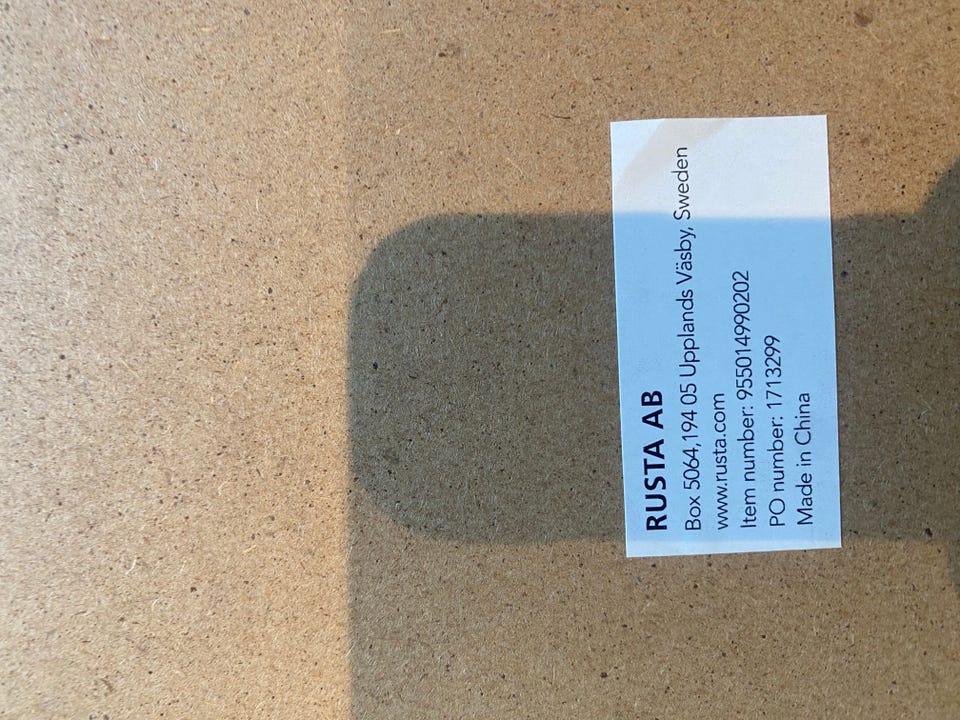 RUSTA AB
Box 5064,194 05 Upplands Väsby, Sweden
www.rusta.com
Item number: 955014990202
PO number: 1713299
Made in China